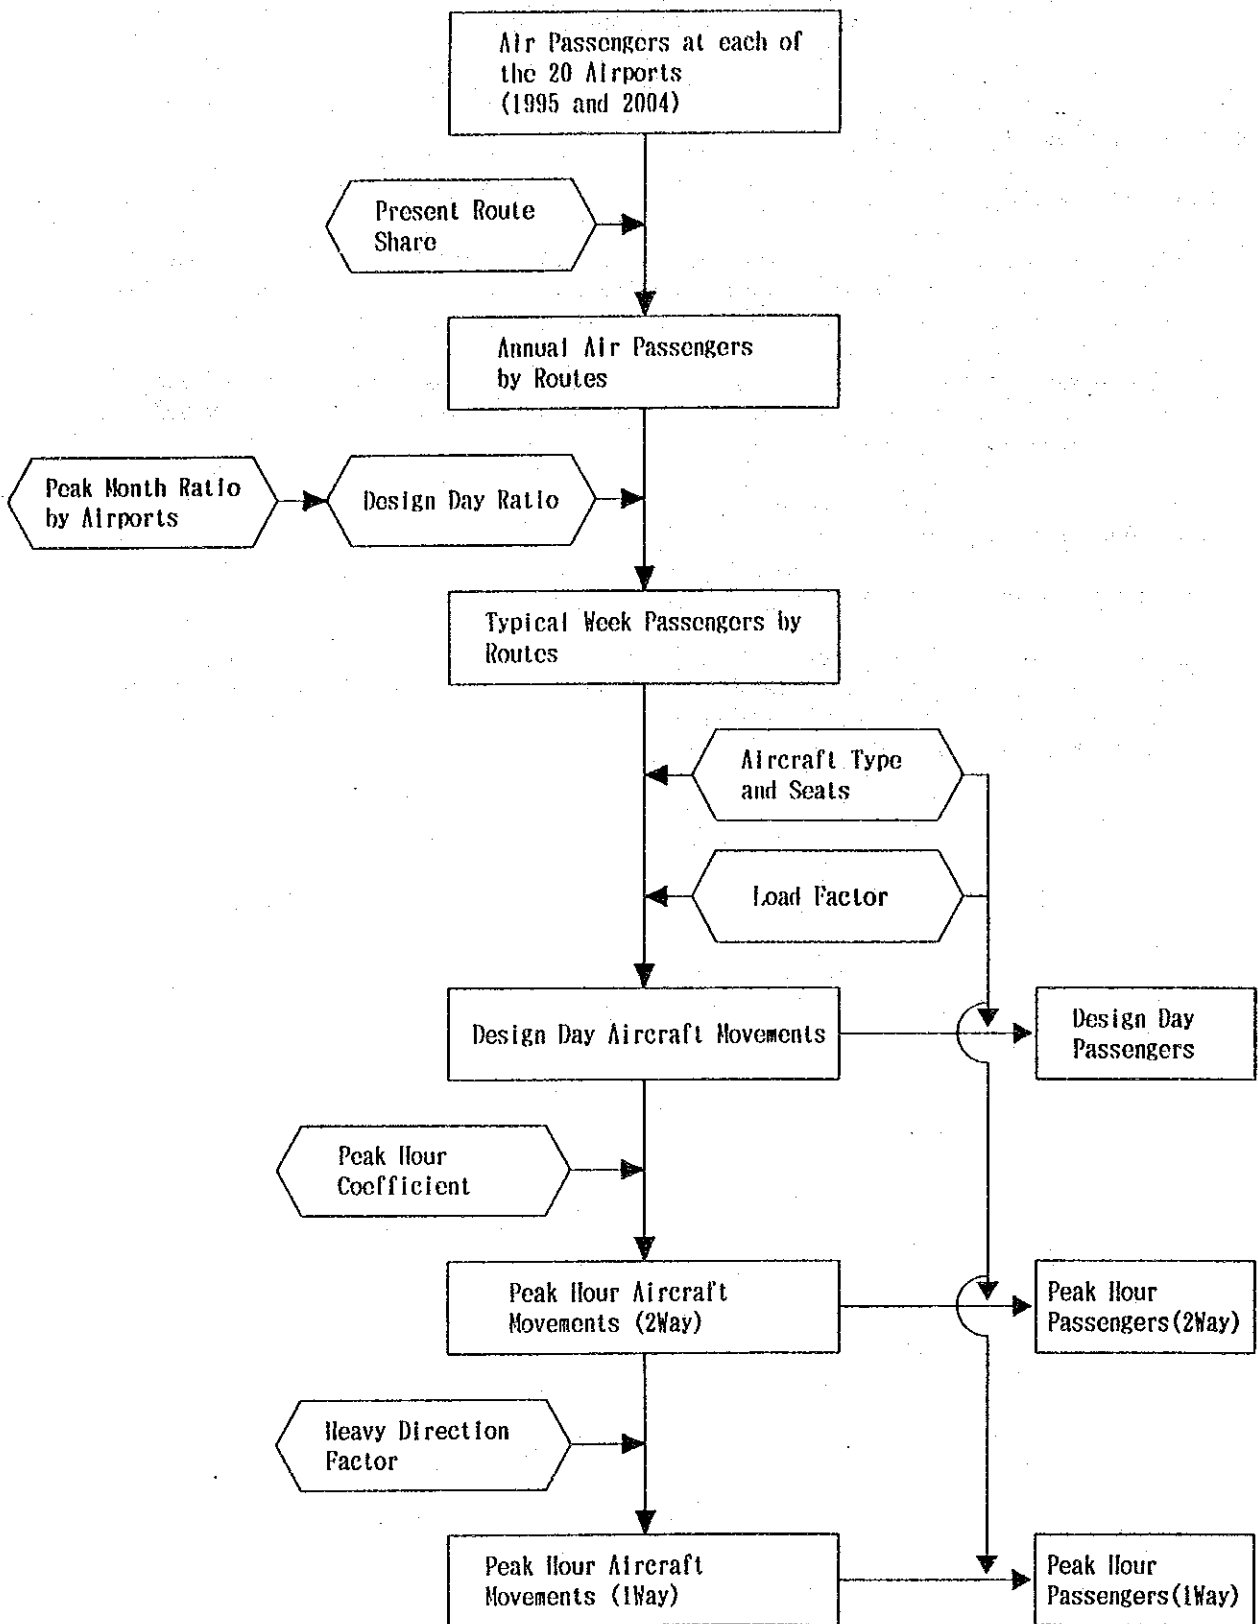 Air Passengers at each of
the 20 Airports
(1995 and 2004)
Present Route
Share
Annual Air Passengers
by Routes
Peak Month Ratio
by Airports
Design Day Ratio
Typical Week Passengers by
Routes
Aircraft Type
and Seats
Load Factor
Design Day Aircraft Movements
Design Day
Passengers
Peak Hour
Coefficient
Peak Hour Aircraft
Movements (2Way)
Peak Hour
Passengers(2Way)
Heavy Direction
Factor
Peak Hour Aircraft
Movements (1Way)
Peak Hour
Passengers(1Way)